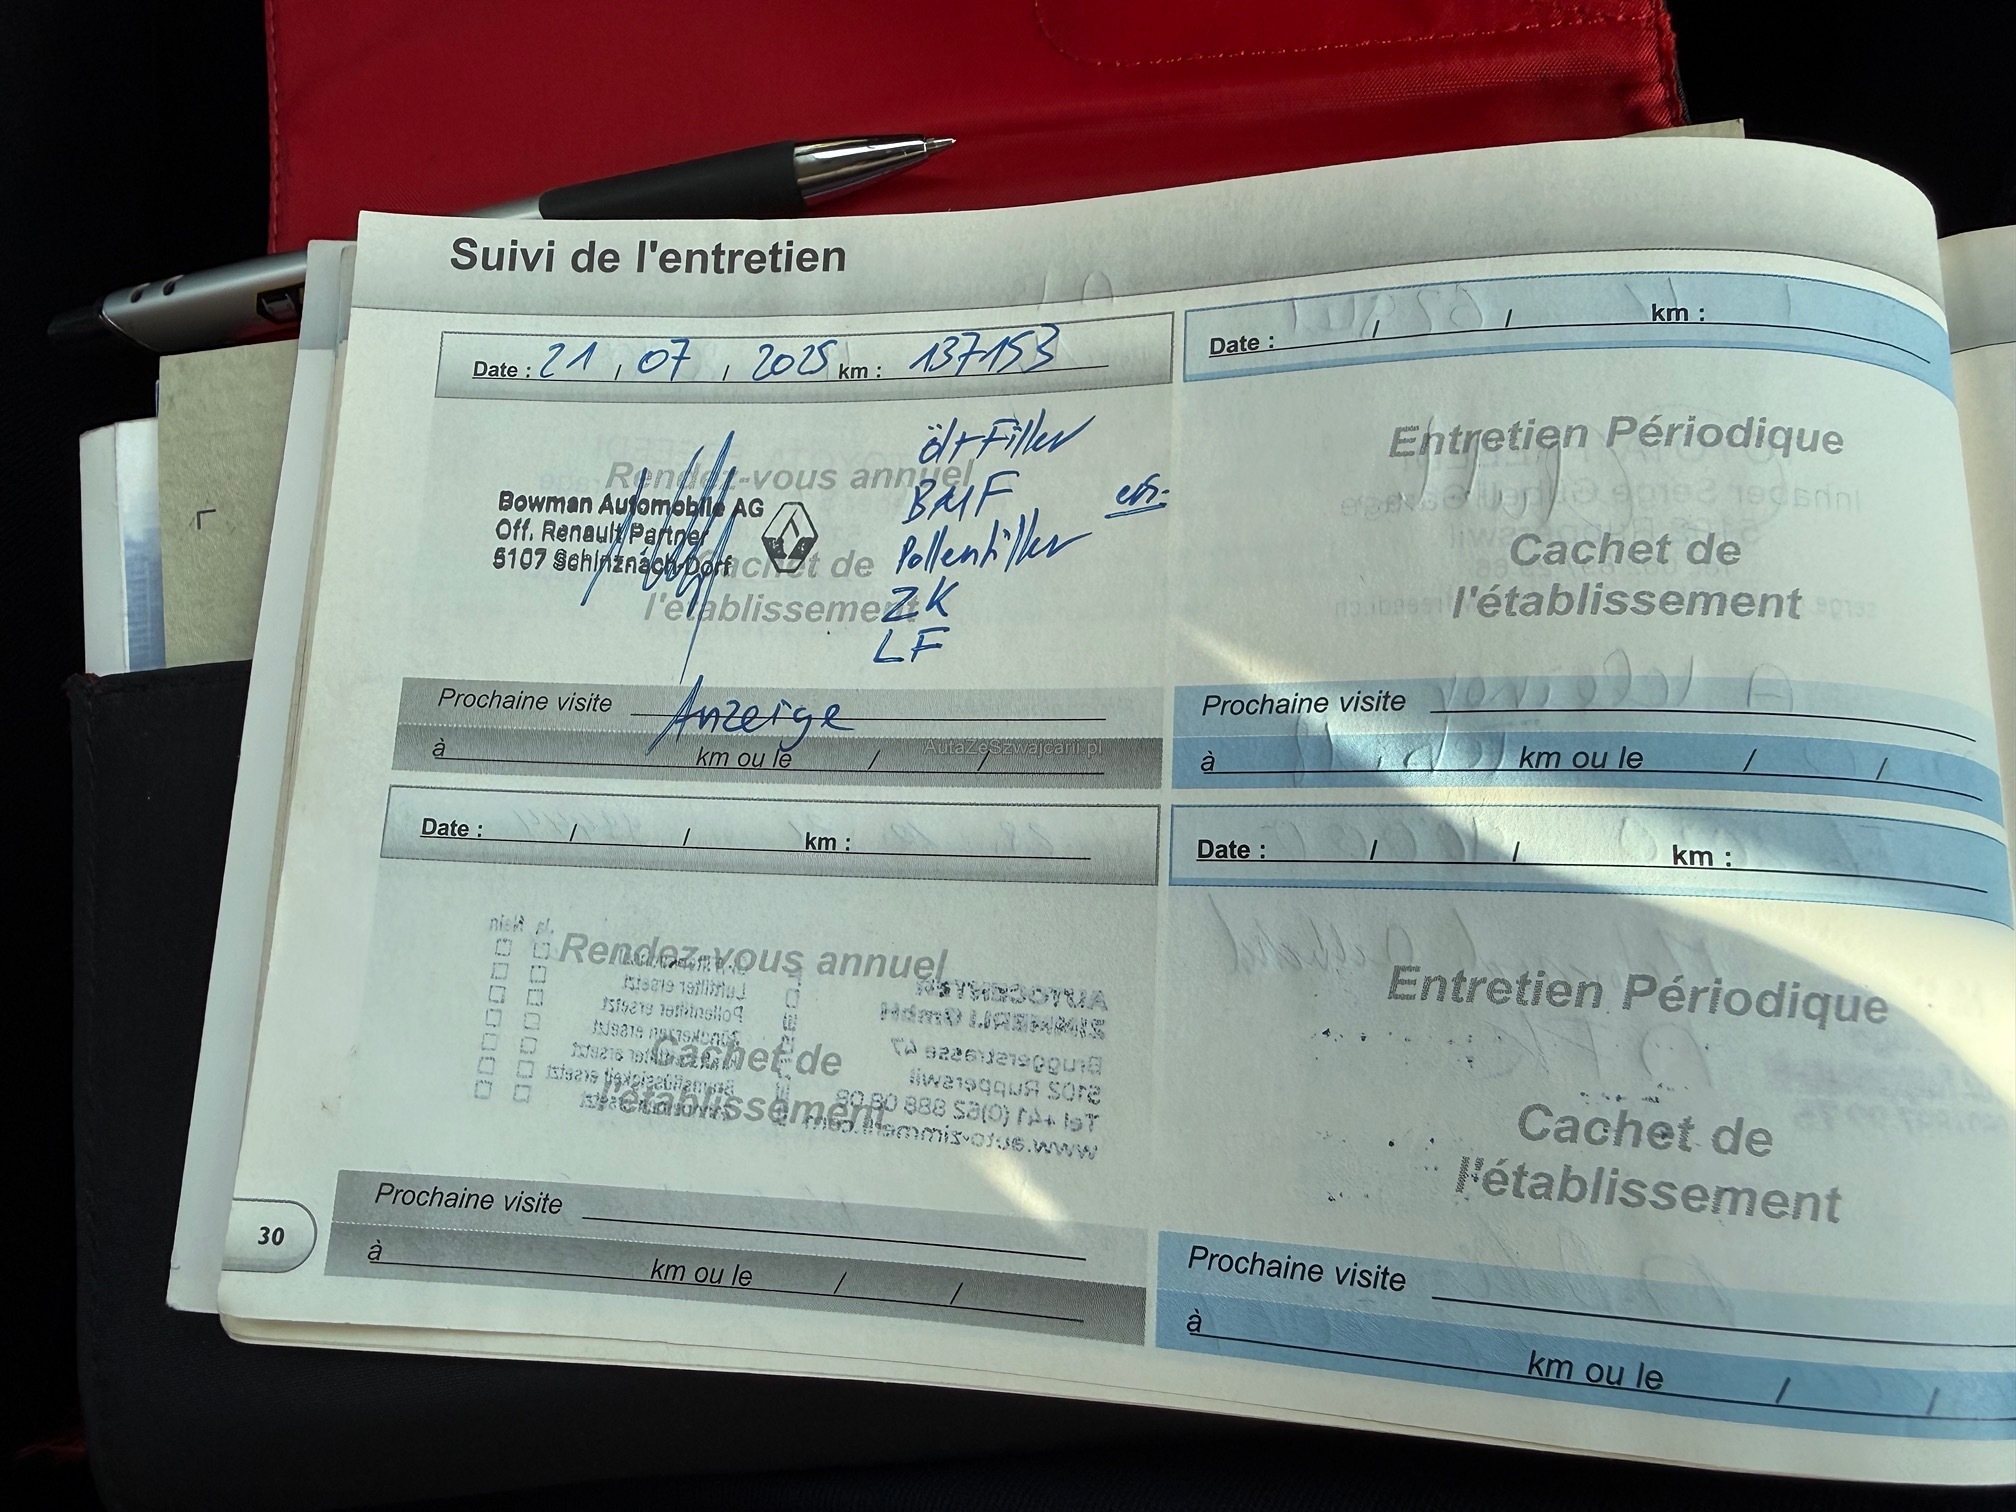 Suivi de l'entretien
Date : 21 / 07 / 2025 km : 137153
Rendez-vous annuel
Cachet de
l'établissement
Bowman Automobile AG
Off. Renault Partner
5107 Schinznach-Dorf
öl+Filter
BMF
Pollenfilter
ZK
LF
Prochaine visite Anzeige
à km ou le / /
AutaZeSzwajcarii.pl
Date : / / km :
Entretien Périodique
Cachet de
l'établissement
Prochaine visite
à km ou le / /
Date : / / km :
Rendez-vous annuel
Cachet de
l'établissement
Prochaine visite
à km ou le / /
Date : / / km :
Entretien Périodique
Cachet de
l'établissement
Prochaine visite
à km ou le / /
30